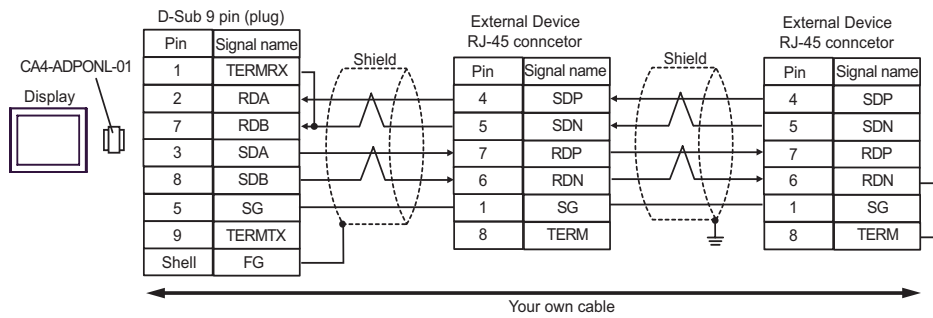 D-Sub 9 pin (plug)
Pin Signal name
1 TERMRX
2 RDA
7 RDB
3 SDA
8 SDB
5 SG
9 TERMTX
Shell FG
CA4-ADPONL-01
Display
Shield
External Device
RJ-45 conncetor
Pin Signal name
4 SDP
5 SDN
7 RDP
6 RDN
1 SG
8 TERM
Shield
External Device
RJ-45 conncetor
Pin Signal name
4 SDP
5 SDN
7 RDP
6 RDN
1 SG
8 TERM
Your own cable